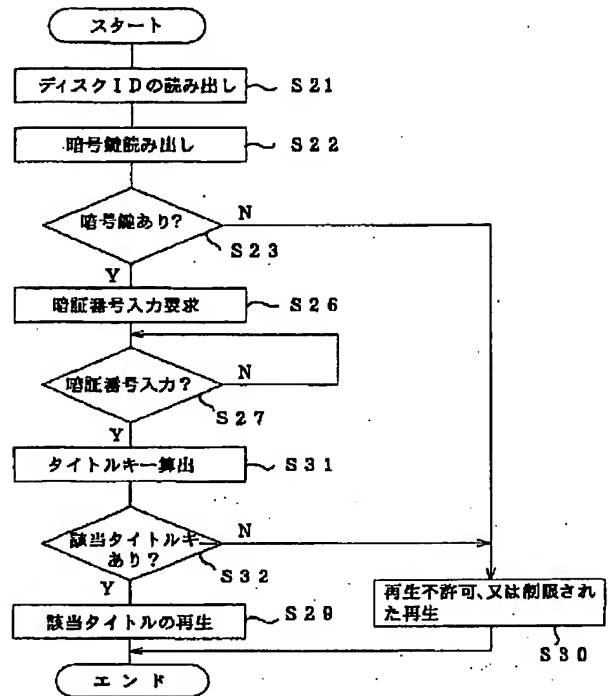 スタート
ディスクIDの読み出し
S21
暗号鍵読み出し
S22
暗号鍵あり?
N
S23
Y
暗証番号入力要求
S26
暗証番号入力?
N
S27
Y
タイトルキー算出
S31
該当タイトルキー
あり?
N
S32
Y
該当タイトルの再生
S29
再生不許可、又は制限され
た再生
S30
エンド